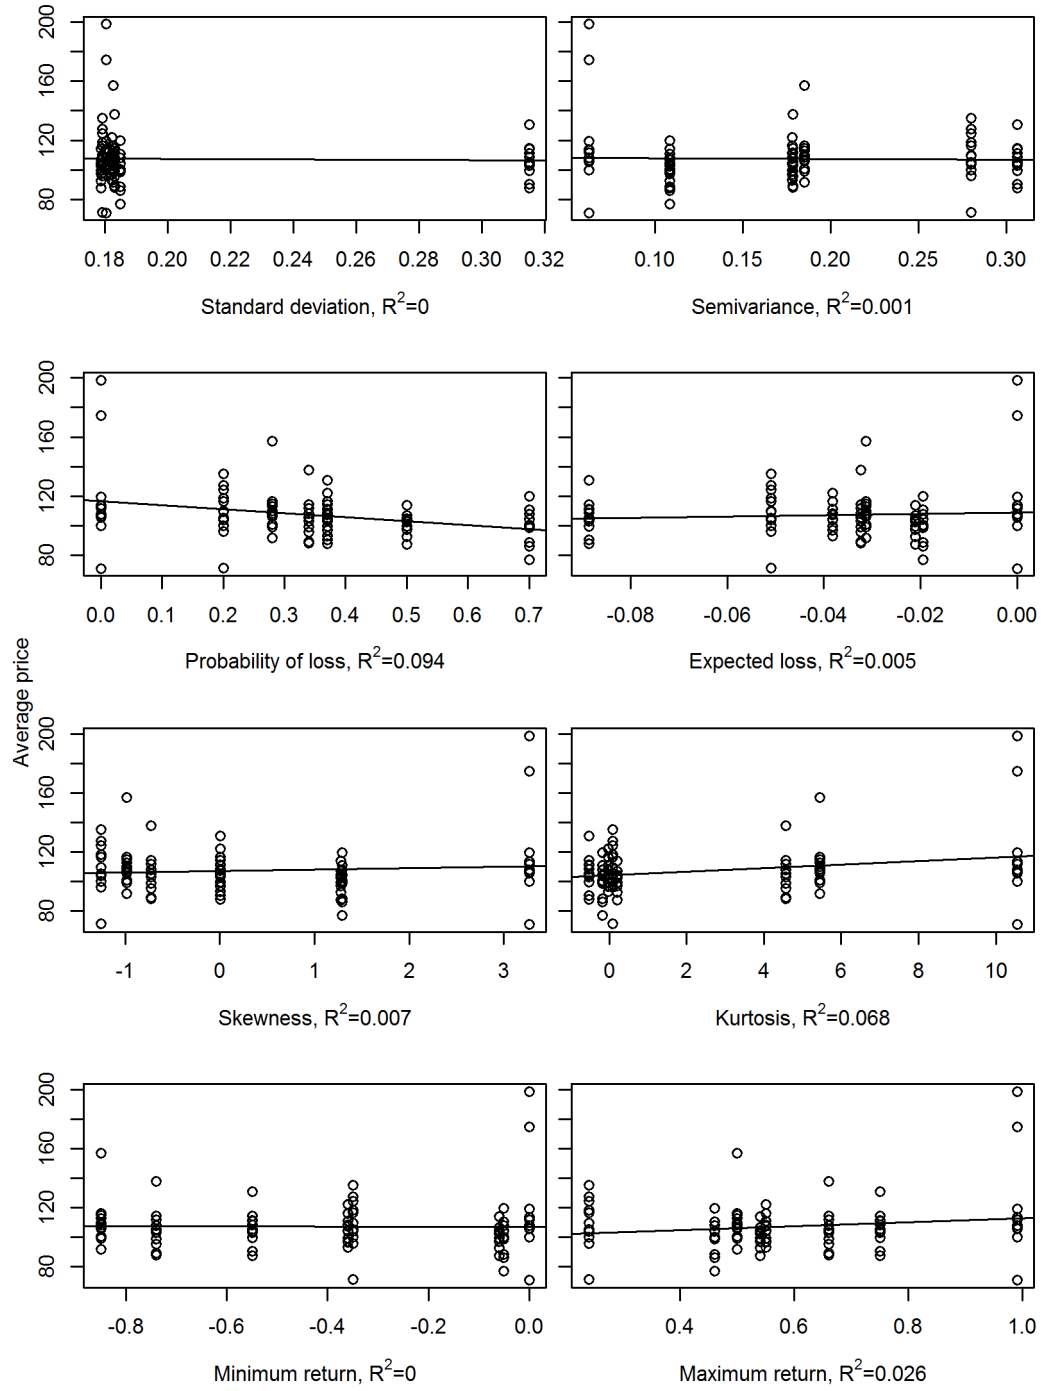 200
160
120
80
0.18 0.20 0.22 0.24 0.26 0.28 0.30 0.32
Standard deviation, R²=0
0.10 0.15 0.20 0.25 0.30
Semivariance, R²=0.001
200
160
120
80
0.0 0.1 0.2 0.3 0.4 0.5 0.6 0.7
Probability of loss, R²=0.094
-0.08 -0.06 -0.04 -0.02 0.00
Expected loss, R²=0.005
Average price
200
160
120
80
-1 0 1 2 3
Skewness, R²=0.007
0 2 4 6 8 10
Kurtosis, R²=0.068
200
160
120
80
-0.8 -0.6 -0.4 -0.2 0.0
Minimum return, R²=0
0.4 0.6 0.8 1.0
Maximum return, R²=0.026